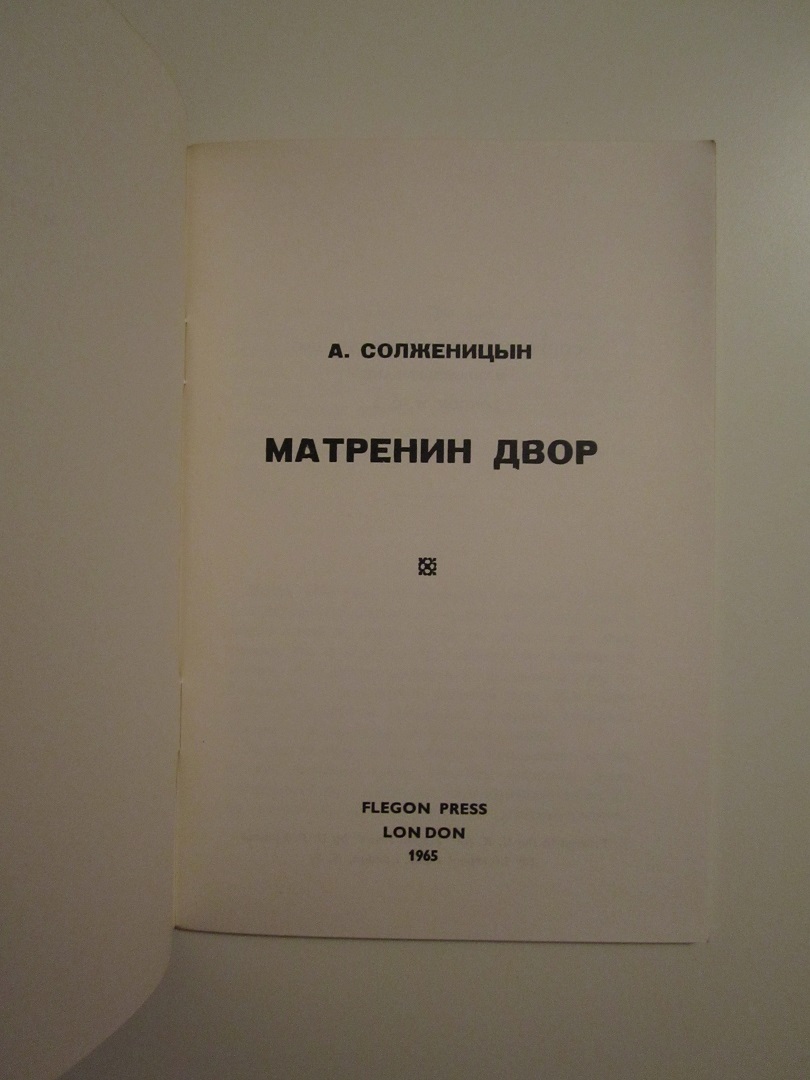 А. СОЛЖЕНИЦЫН
МАТРЕНИН ДВОР
FLEGON PRESS
LONDON
1965